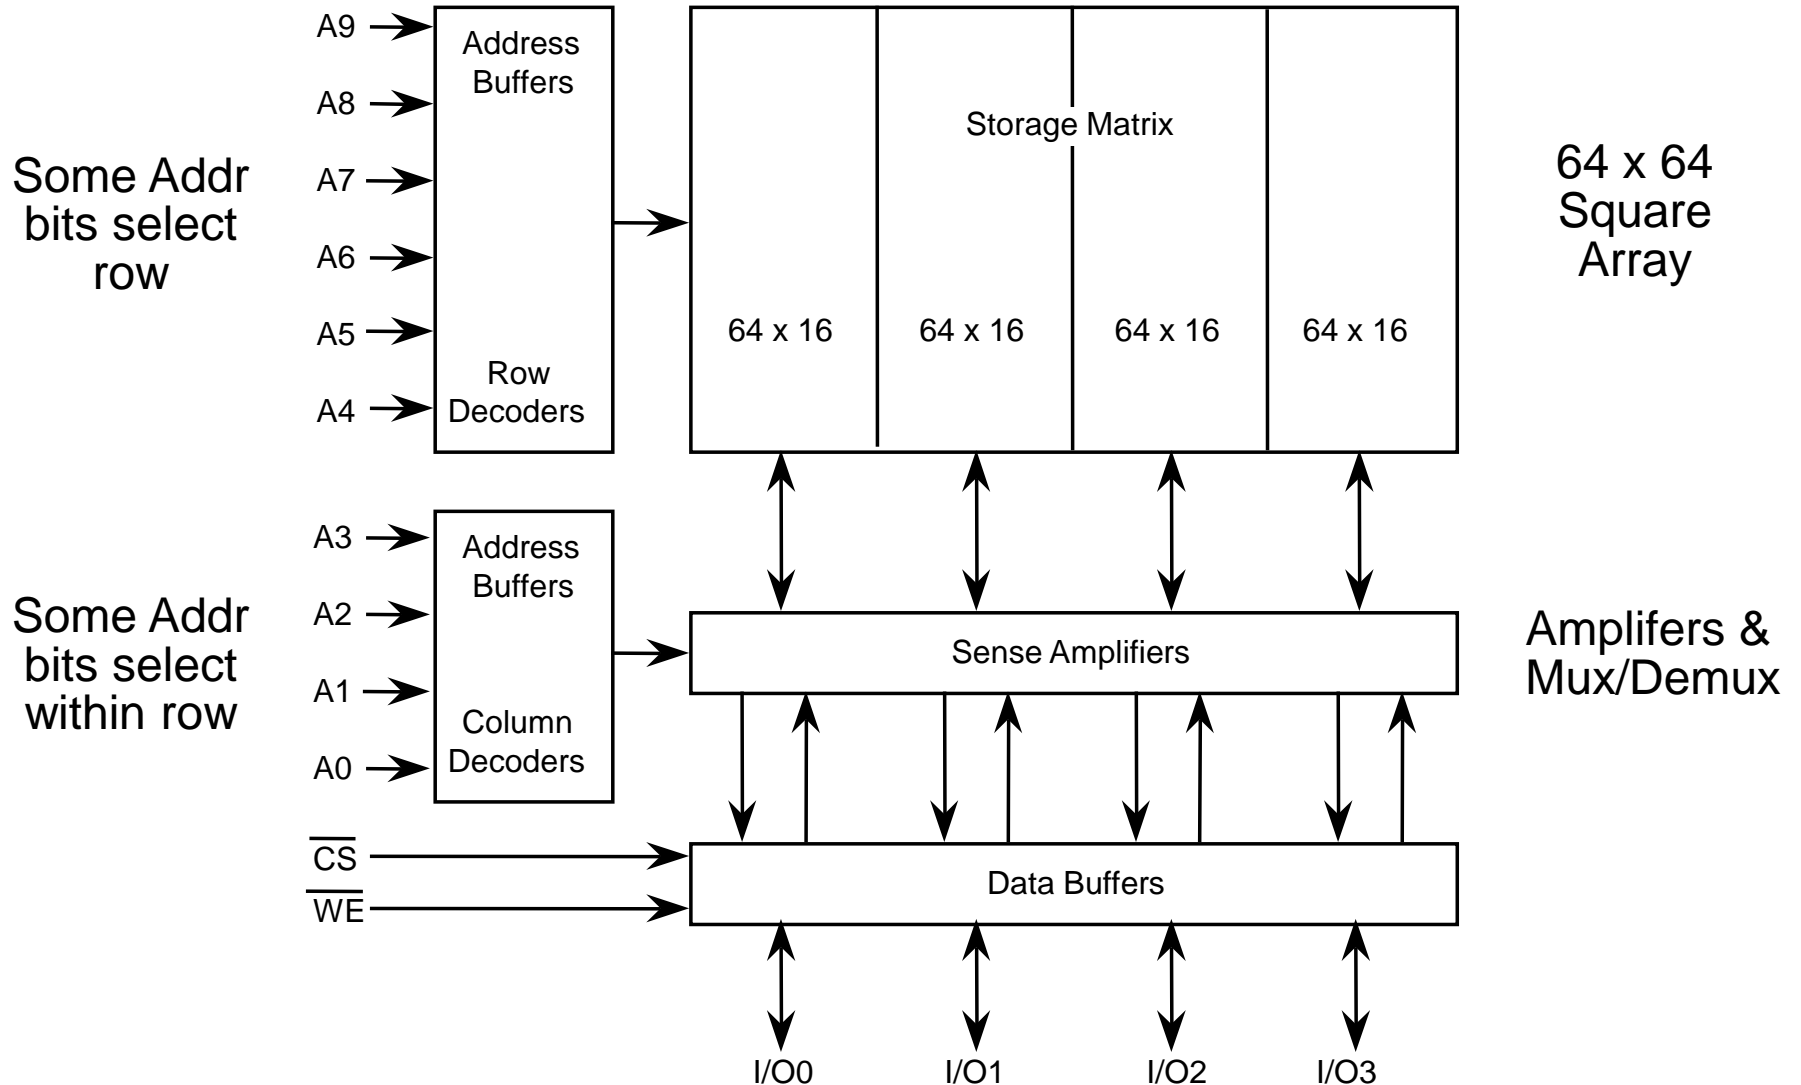 A9
A8
A7
A6
A5
A4
Address
Buffers
Row
Decoders
Storage Matrix
64 x 16
64 x 16
64 x 16
64 x 16
Some Addr
bits select
row
64 x 64
Square
Array
A3
A2
A1
A0
Address
Buffers
Column
Decoders
Sense Amplifiers
Some Addr
bits select
within row
Amplifers &
Mux/Demux
CS
WE
Data Buffers
I/O0
I/O1
I/O2
I/O3